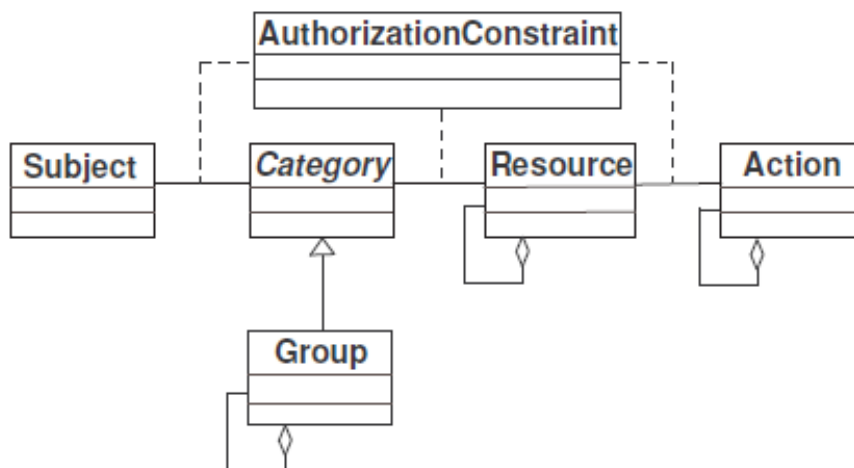 AuthorizationConstraint
Subject
Category
Resource
Action
Group